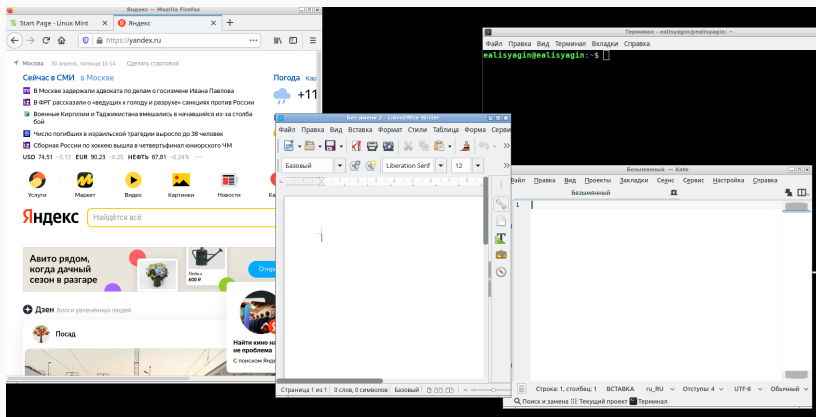 Яндекс — Mozilla Firefox
Start Page - Linux Mint
Яндекс
https://yandex.ru
Москва 30 апреля, пятница 10:14 Сделать стартовой
Сейчас в СМИ в Москве
Погода
В Москве задержали адвоката по делам о госизмене Ивана Павлова
+11
В ФРГ рассказали о «ведущих к голоду и разрухе» санкциях против России
Военные Киргизии и Таджикистана вмешались в начавшийся из-за столба
бой
Число погибших в израильской трагедии выросло до 38 человек
Сборная России по хоккею вышла в четвертьфинал юниорского ЧМ
USD 74,51 -0,13 EUR 90,23 -0,25 НЕФТЬ 67,81 -0,24% ···
Услуги Маркет Видео Картинки Новости
Яндекс Найдётся всё
Авито рядом,
когда дачный
сезон в разгаре
Лейка
600 ₽
Дзен Блоги увлечённых людей
Посад
Найти кино на
не проблема
С поиском Янде
Терминал - ealisyagin@ealisyagin: ~
Файл Правка Вид Терминал Вкладки Справка
ealisyagin@ealisyagin:~$
Без имени 2 - LibreOffice Writer
Файл Правка Вид Вставка Формат Стили Таблица Форма Серви
Базовый Liberation Serif 12
Страница 1 из 1 0 слов, 0 символов Базовый
Безымянный — Kate
Файл Правка Вид Проекты Закладки Сеанс Сервис Настройка Справка
Безымянный
1
Строка: 1, столбец: 1 ВСТАВКА ru_RU Отступы: 4 UTF-8 Обычный
Поиск и замена Текущий проект Терминал